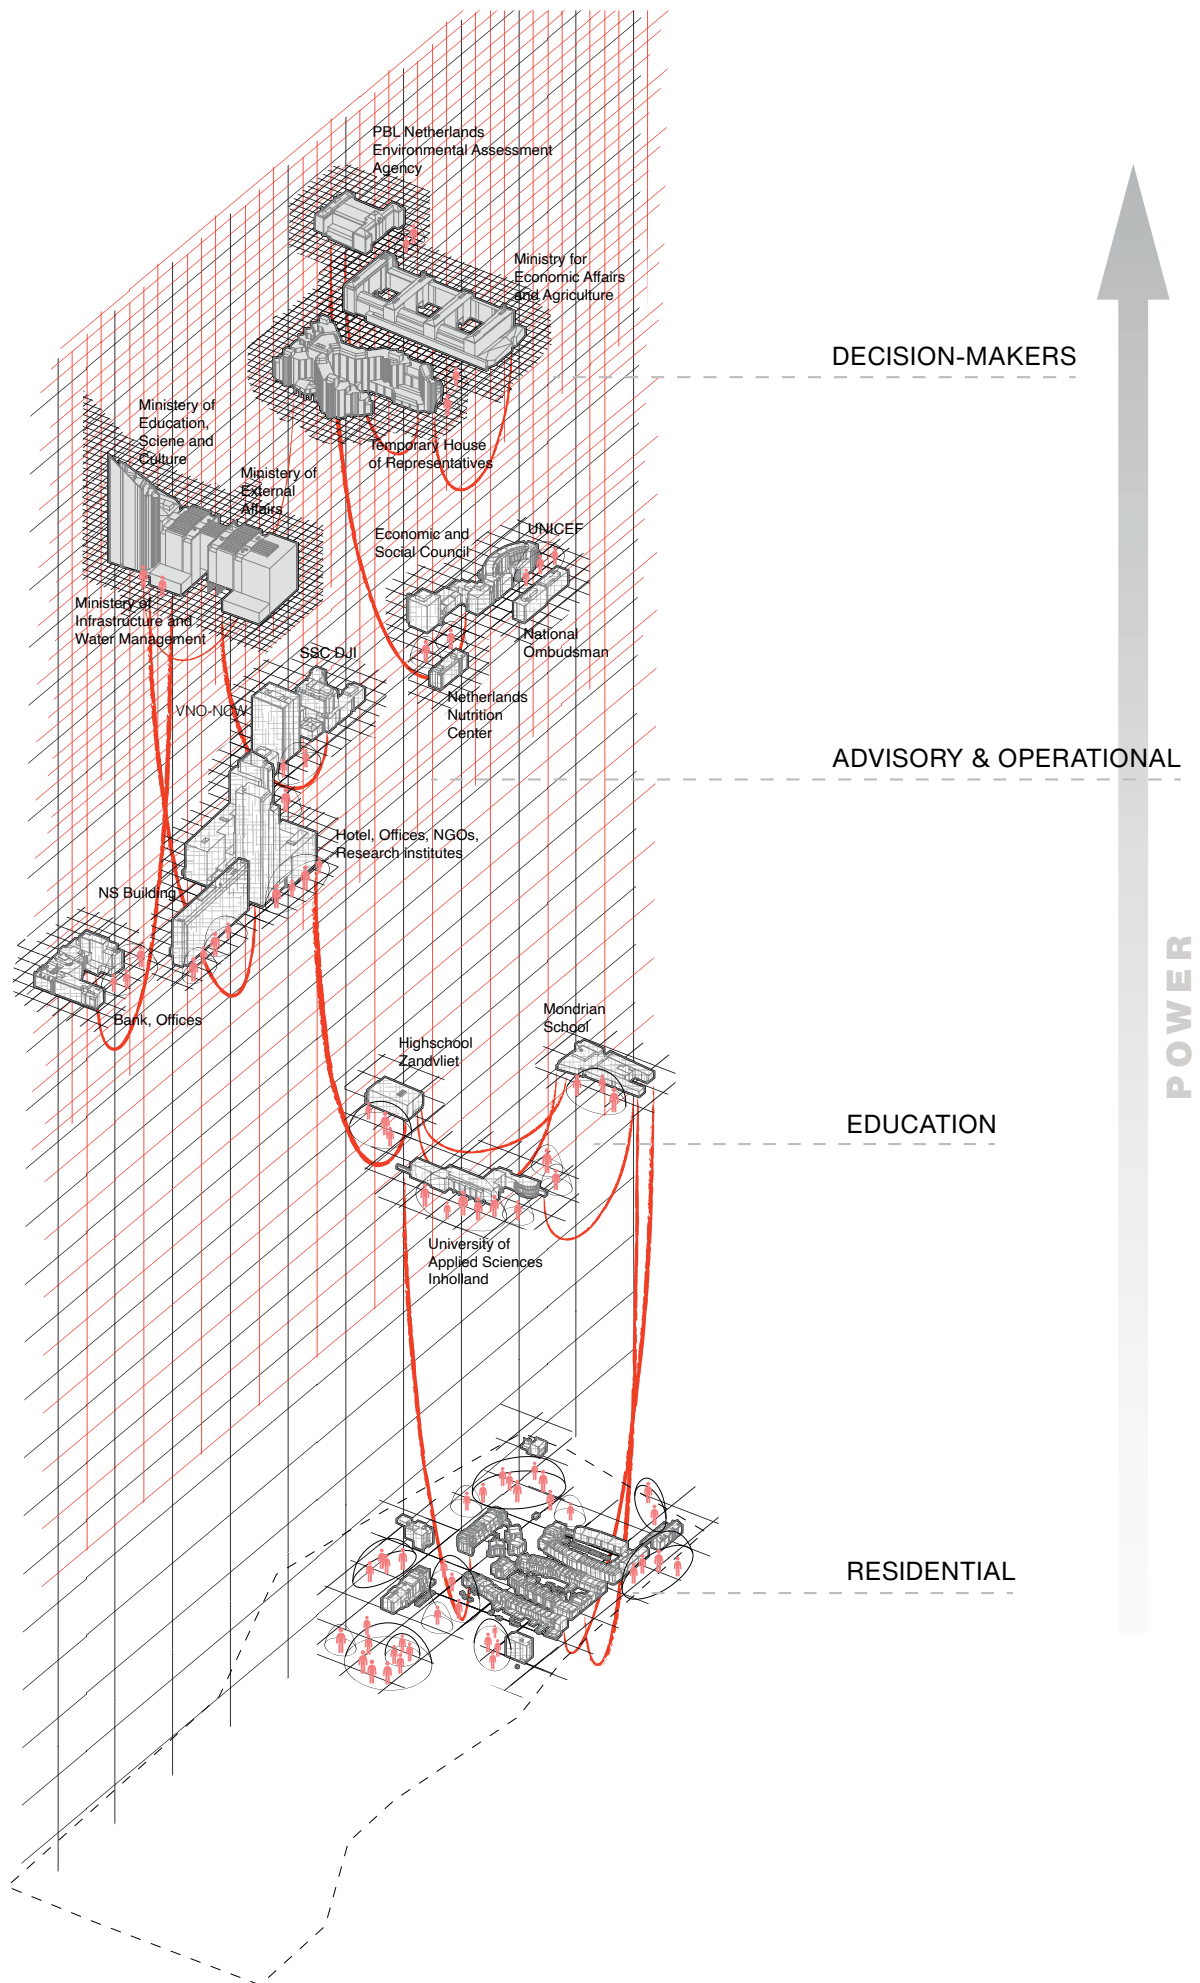 PBL Netherlands
Environmental Assessment
Agency
Ministry for
Economic Affairs
and Agriculture
DECISION-MAKERS
Ministery of
Education,
Sciene and
Culture
Temporary House
of Representatives
Ministery of
External
Affairs
Economic and
Social Council
UNICEF
Ministery of
Infrastructure and
Water Management
National
Ombudsman
SSC DJI
VNO-NCW
Netherlands
Nutrition
Center
ADVISORY & OPERATIONAL
Hotel, Offices, NGOs,
Research institutes
NS Building
Bank, Offices
POWER
Mondrian
School
Highschool
Zandvliet
EDUCATION
University of
Applied Sciences
Inholland
RESIDENTIAL